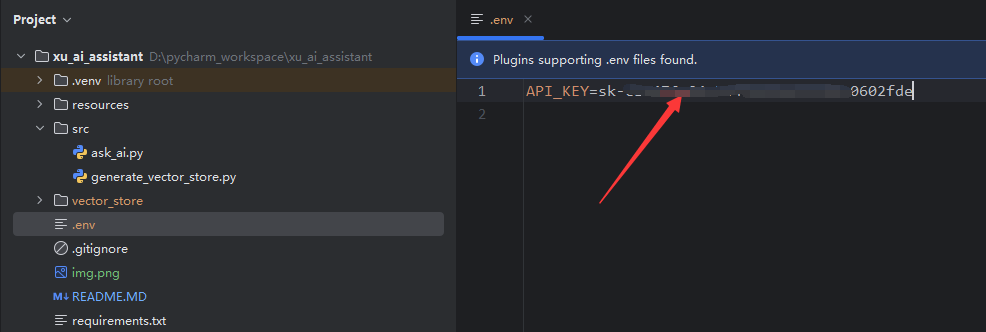 Project
xu_ai_assistant D:\pycharm_workspace\xu_ai_assistant
.venv library root
resources
src
ask_ai.py
generate_vector_store.py
vector_store
.env
.gitignore
img.png
M↓ README.MD
requirements.txt
.env
Plugins supporting .env files found.
1 API_KEY=sk- 0602fde
2